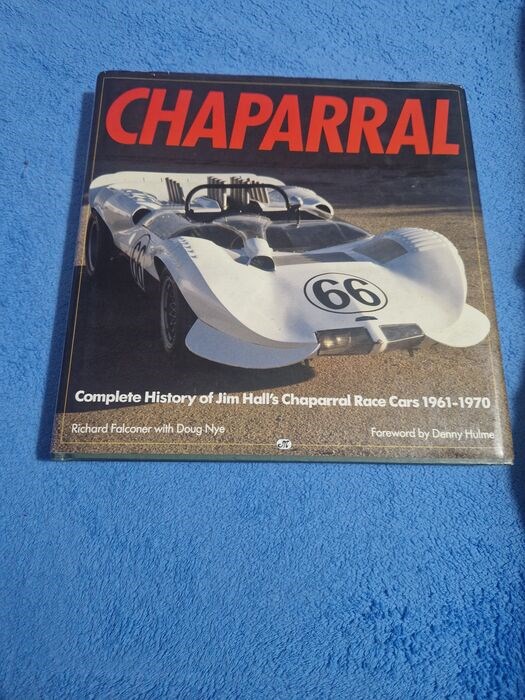 CHAPARRAL
66
66
Complete History of Jim Hall's Chaparral Race Cars 1961-1970
Richard Falconer with Doug Nye
Foreword by Denny Hulme